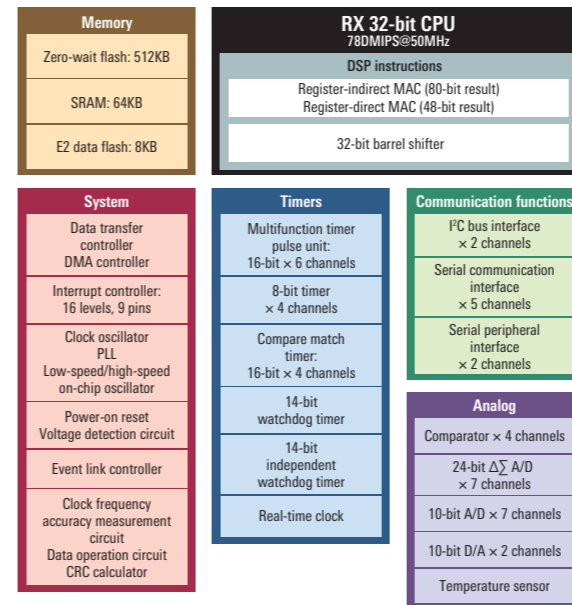 Memory
Zero-wait flash: 512KB
SRAM: 64KB
E2 data flash: 8KB
RX 32-bit CPU
78DMIPS@50MHz
DSP instructions
Register-indirect MAC (80-bit result)
Register-direct MAC (48-bit result)
32-bit barrel shifter
System
Data transfer
controller
DMA controller
Interrupt controller:
16 levels, 9 pins
Clock oscillator
PLL
Low-speed/high-speed
on-chip oscillator
Power-on reset
Voltage detection circuit
Event link controller
Clock frequency
accuracy measurement
circuit
Data operation circuit
CRC calculator
Timers
Multifunction timer
pulse unit:
16-bit × 6 channels
8-bit timer
× 4 channels
Compare match
timer:
16-bit × 4 channels
14-bit
watchdog timer
14-bit
independent
watchdog timer
Real-time clock
Communication functions
I²C bus interface
× 2 channels
Serial communication
interface
× 5 channels
Serial peripheral
interface
× 2 channels
Analog
Comparator × 4 channels
24-bit Δ∑ A/D
× 7 channels
10-bit A/D × 7 channels
10-bit D/A × 2 channels
Temperature sensor